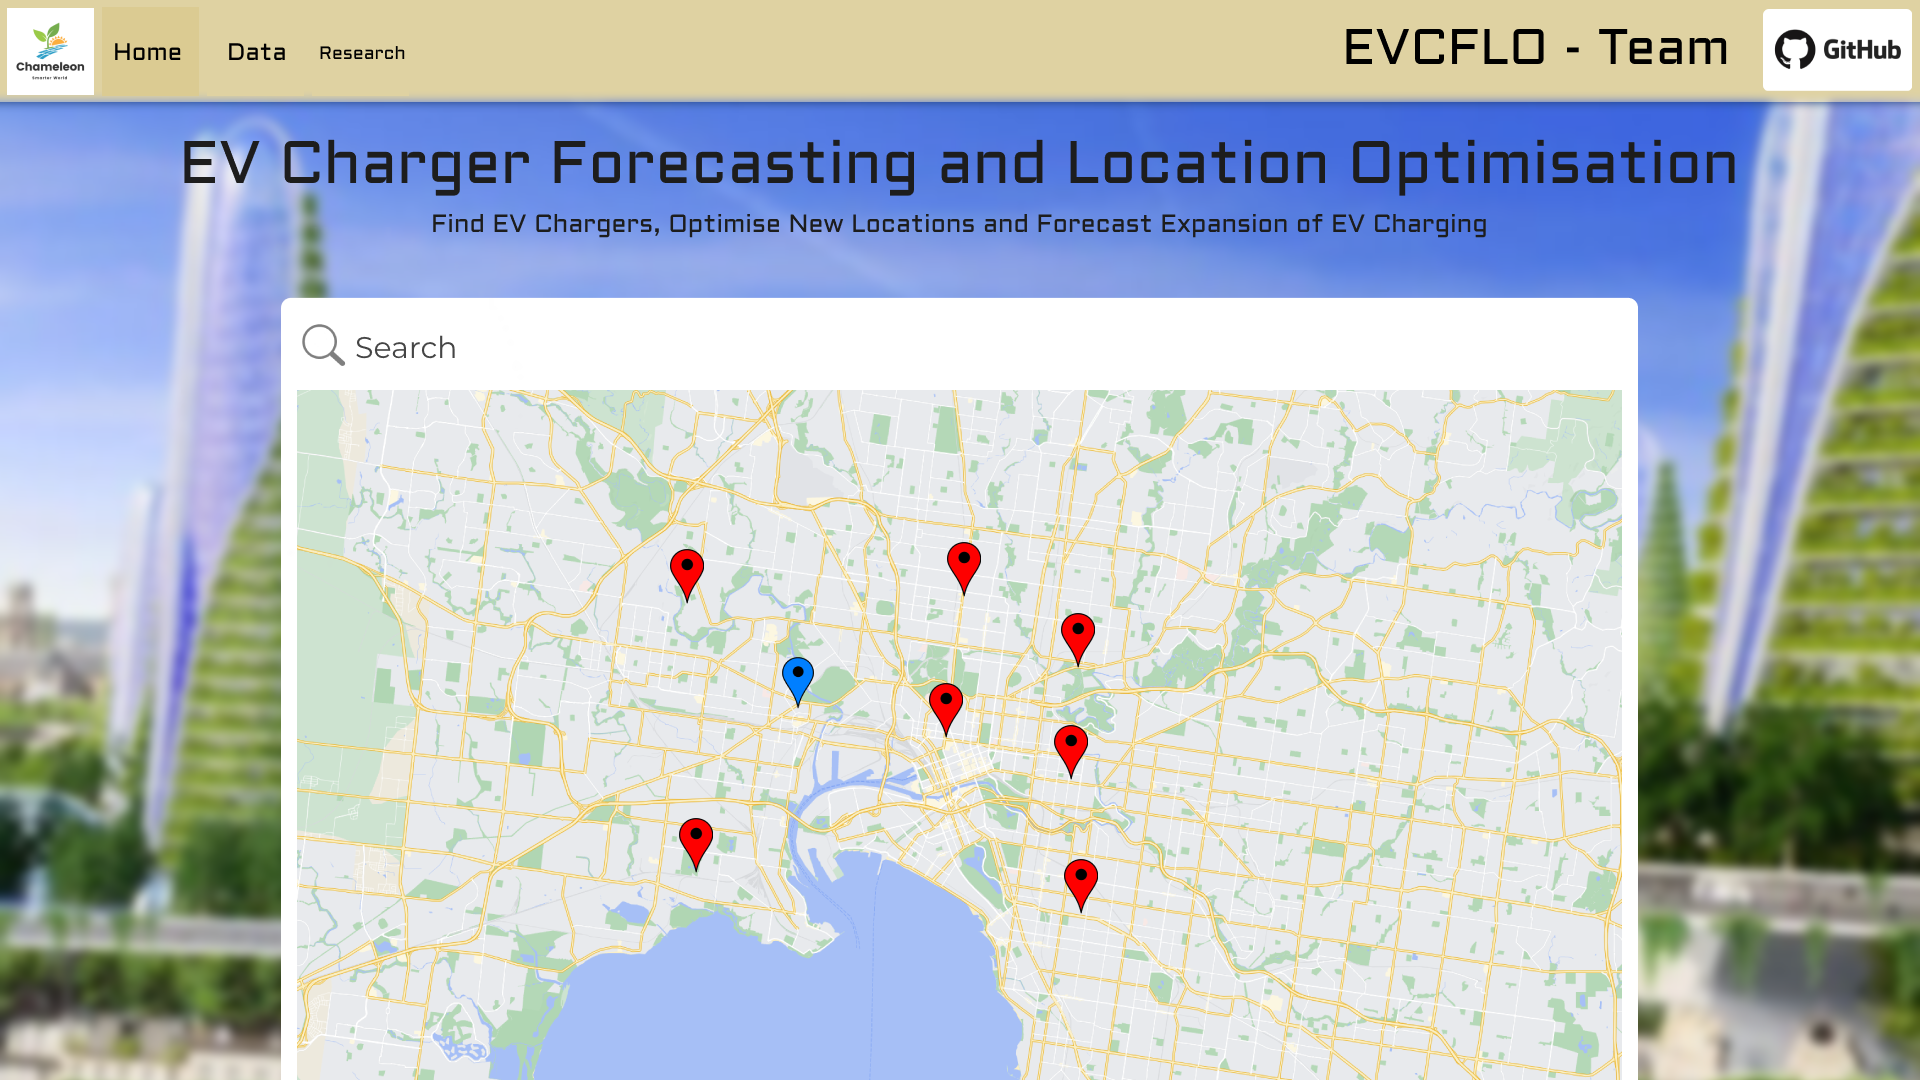 Chameleon
Smarter World
Home
Data
Research
EVCFLO - Team
GitHub
EV Charger Forecasting and Location Optimisation
Find EV Chargers, Optimise New Locations and Forecast Expansion of EV Charging
Search